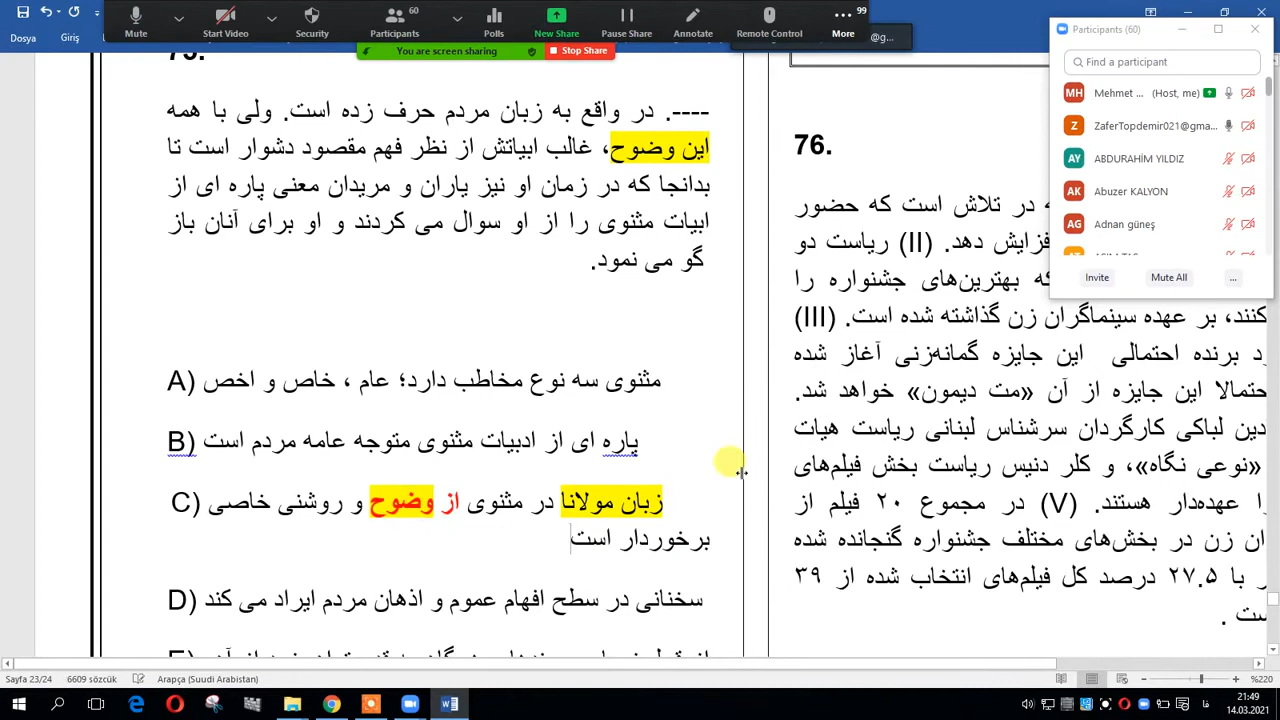 60
99
Mute
Start Video
Security
Participants
Polls
New Share
Pause Share
Annotate
Remote Control
More
Dosya
Giriş
You are screen sharing
Stop Share
@g...
Participants (60)
Find a participant
MH Mehmet ... (Host, me)
Z ZaferTopdemir021@gma...
AY ABDURAHİM YILDIZ
AK Abuzer KALYON
AG Adnan güneş
Invite
Mute All
...
75.
----. در واقع به زبان مردم حرف زده است. ولی با همه
این وضوح، غالب ابیاتش از نظر فهم مقصود دشوار است تا
بدانجا که در زمان او نیز یاران و مریدان معنی پاره ای از
ابیات مثنوی را از او سوال می کردند و او برای آنان باز
گو می نمود.
A) مثنوی سه نوع مخاطب دارد؛ عام ، خاص و اخص
B) پاره ای از ادبیات مثنوی متوجه عامه مردم است
C) زبان مولانا در مثنوی از وضوح و روشنی خاصی
برخوردار است
D) سخنانی در سطح افهام عموم و اذهان مردم ایراد می کند
76.
در تلاش است که حضور
فزایش دهد. (II) ریاست دو
که بهترین‌های جشنواره را
کنند، بر عهده سینماگران زن گذاشته شده است. (III)
برنده احتمالی این جایزه گمانه‌زنی آغاز شده
حتمالا این جایزه از آن «مت دیمون» خواهد شد.
دین لباکی کارگردان سرشناس لبنانی ریاست هیات
«نوعی نگاه»، و کلر دنیس ریاست بخش فیلم‌های
ا عهده‌دار هستند. (V) در مجموع ۲۰ فیلم از
ان زن در بخش‌های مختلف جشنواره گنجانده شده
ر با ۲۷.۵ درصد کل فیلم‌های انتخاب شده از ۳۹
ست .
Sayfa 23/24
6609 sözcük
Arapça (Suudi Arabistan)
%220
21:49
14.03.2021